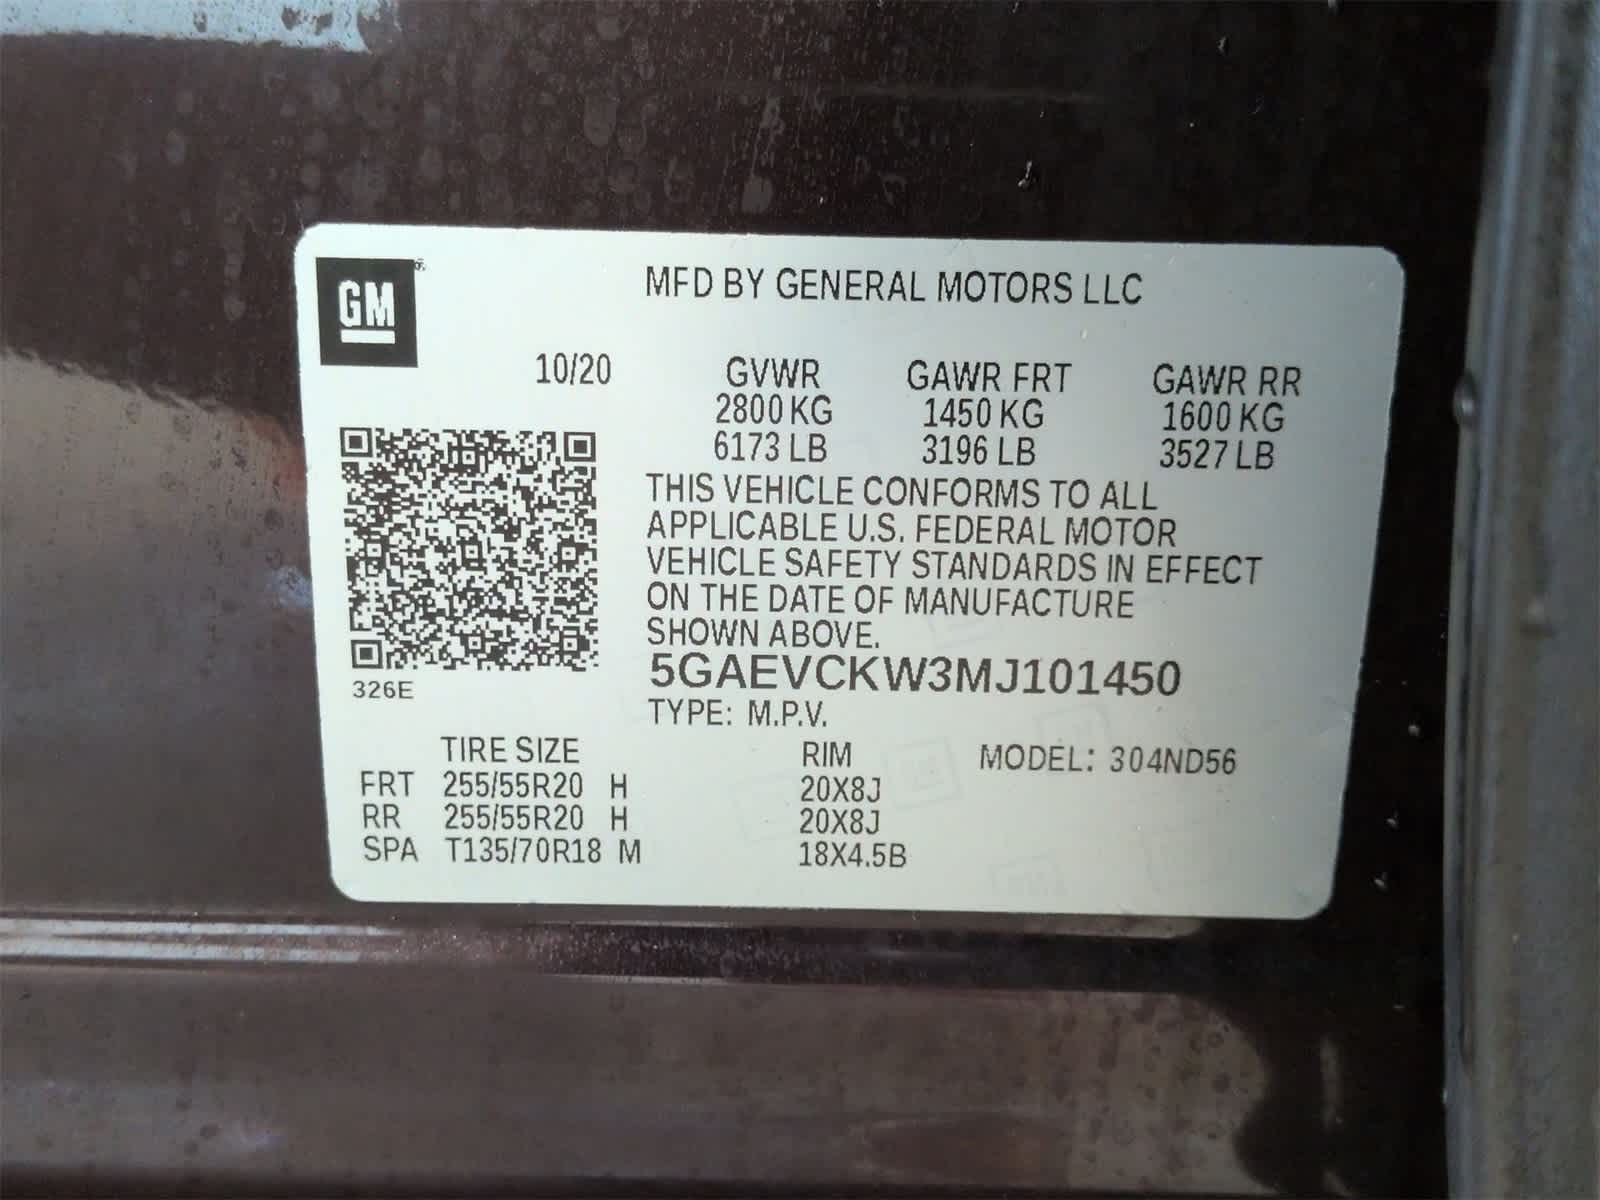 GM®
MFD BY GENERAL MOTORS LLC
10/20 GVWR GAWR FRT GAWR RR
2800 KG 1450 KG 1600 KG
6173 LB 3196 LB 3527 LB
THIS VEHICLE CONFORMS TO ALL
APPLICABLE U.S. FEDERAL MOTOR
VEHICLE SAFETY STANDARDS IN EFFECT
ON THE DATE OF MANUFACTURE
SHOWN ABOVE.
5GAEVCKW3MJ101450
326E
TYPE: M.P.V.
TIRE SIZE RIM MODEL: 304ND56
FRT 255/55R20 H 20X8J
RR 255/55R20 H 20X8J
SPA T135/70R18 M 18X4.5B